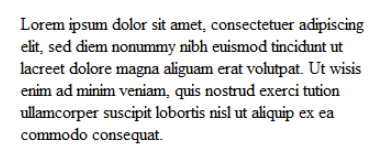 Lorem ipsum dolor sit amet, consectetuer adipiscing
elit, sed diem nonummy nibh euismod tincidunt ut
lacreet dolore magna aliguam erat volutpat. Ut wisis
enim ad minim veniam, quis nostrud exerci tution
ullamcorper suscipit lobortis nisl ut aliquip ex ea
commodo consequat.